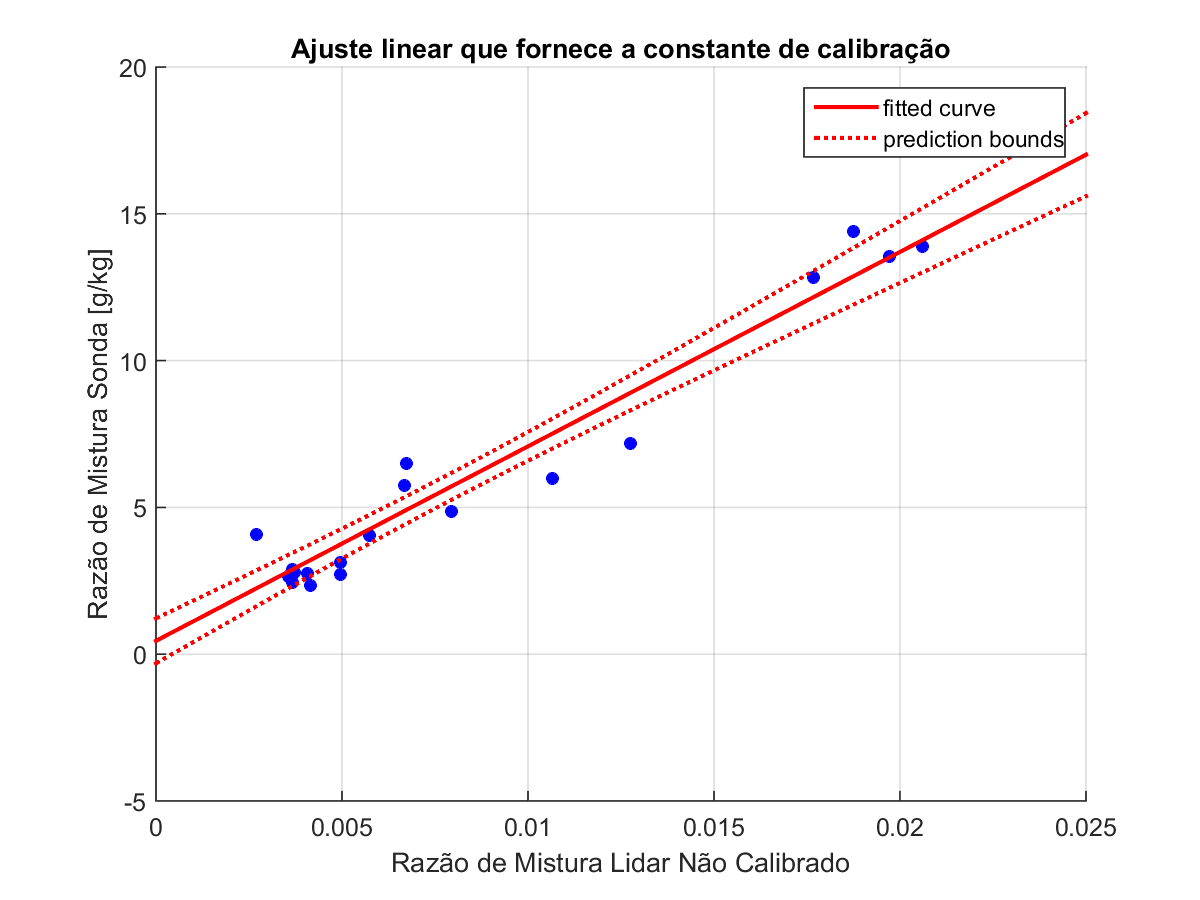 Ajuste linear que fornece a constante de calibração
fitted curve
prediction bounds
20
15
10
5
0
-5
Razão de Mistura Sonda [g/kg]
0 0.005 0.01 0.015 0.02 0.025
Razão de Mistura Lidar Não Calibrado